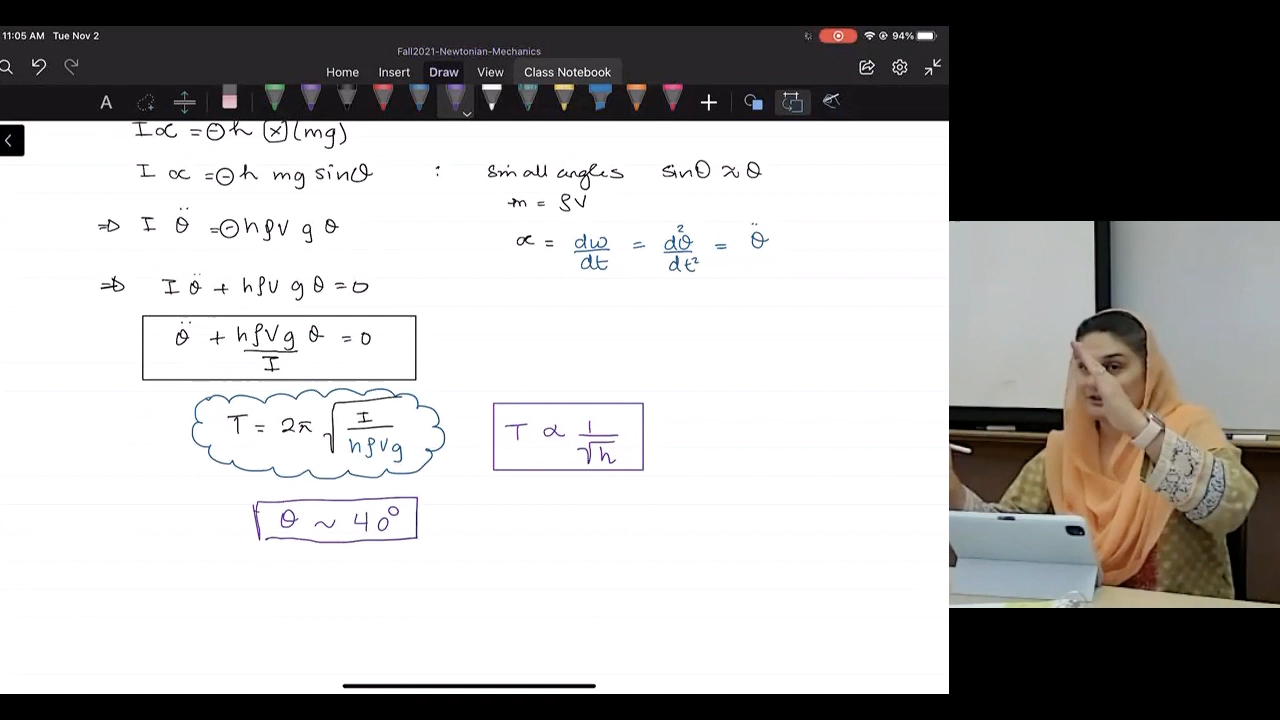 11:05 AM Tue Nov 2 94%
Fall2021-Newtonian-Mechanics
Home Insert Draw View Class Notebook
A
I α = ⊖ h [×] (mg)
I α = ⊖ h mg sinθ : small angles sinθ ≈ θ
m = ρV
⇒ I θ̈ = ⊖ hρV g θ
α = dω/dt = d²θ/dt² = θ̈
⇒ I θ̈ + hρV g θ = 0
θ̈ + hρVg/I θ = 0
T = 2π √(I/hρVg)
T ∝ 1/√h
θ ~ 40°